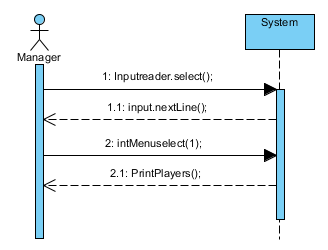 System
Manager
1: Inputreader.select();
1.1: input.nextLine();
2: intMenuselect(1);
2.1: PrintPlayers();